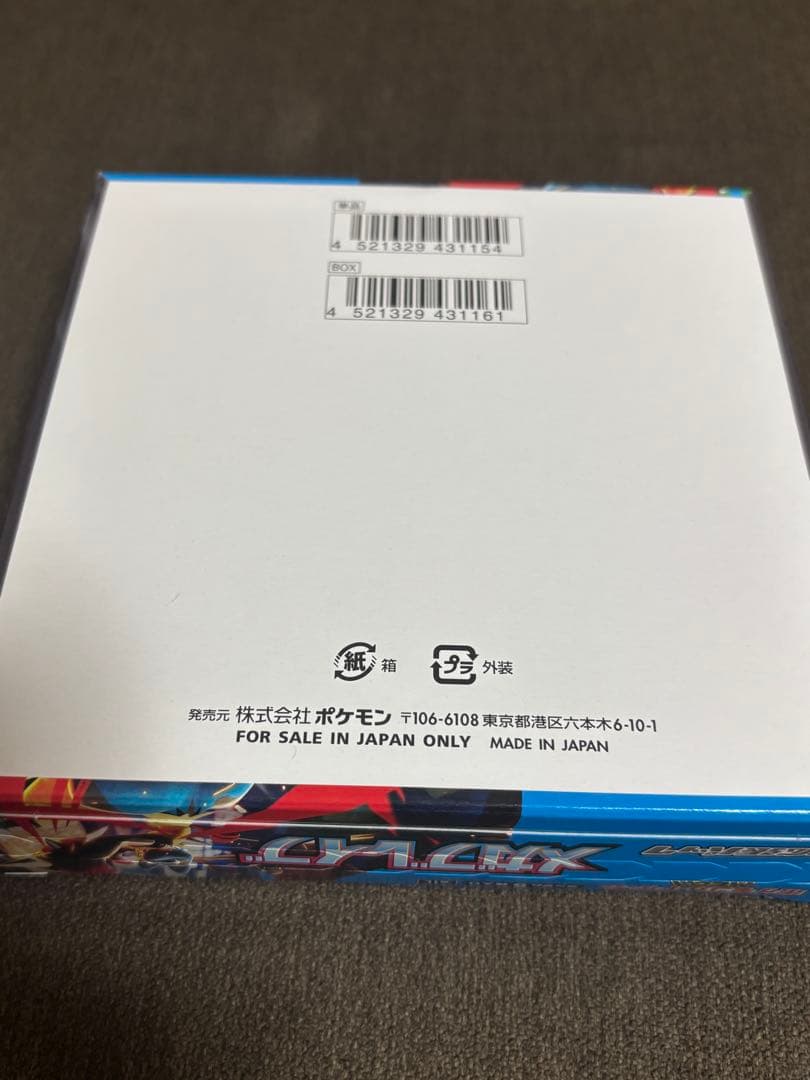 単品
4 521329 431154
BOX
4 521329 431161
紙 箱 プラ 外装
発売元 株式会社 ポケモン 〒106-6108 東京都港区六本木6-10-1
FOR SALE IN JAPAN ONLY MADE IN JAPAN